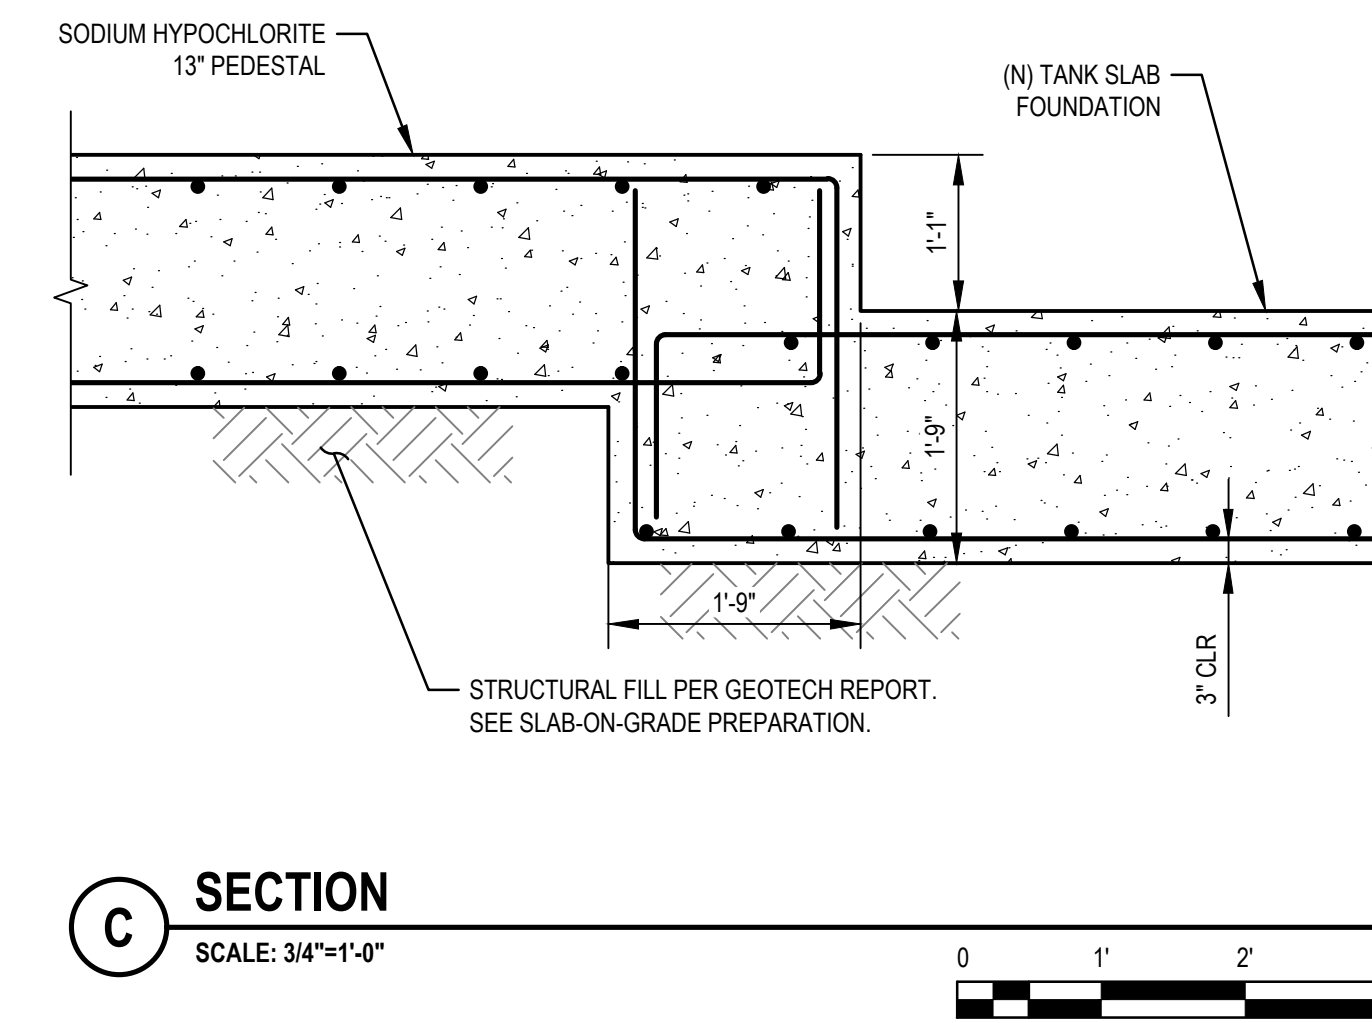 SODIUM HYPOCHLORITE
13" PEDESTAL
(N) TANK SLAB
FOUNDATION
1'-1"
1'-9"
1'-9"
3" CLR
STRUCTURAL FILL PER GEOTECH REPORT.
SEE SLAB-ON-GRADE PREPARATION.
C
SECTION
SCALE: 3/4"=1'-0"
0 1' 2'